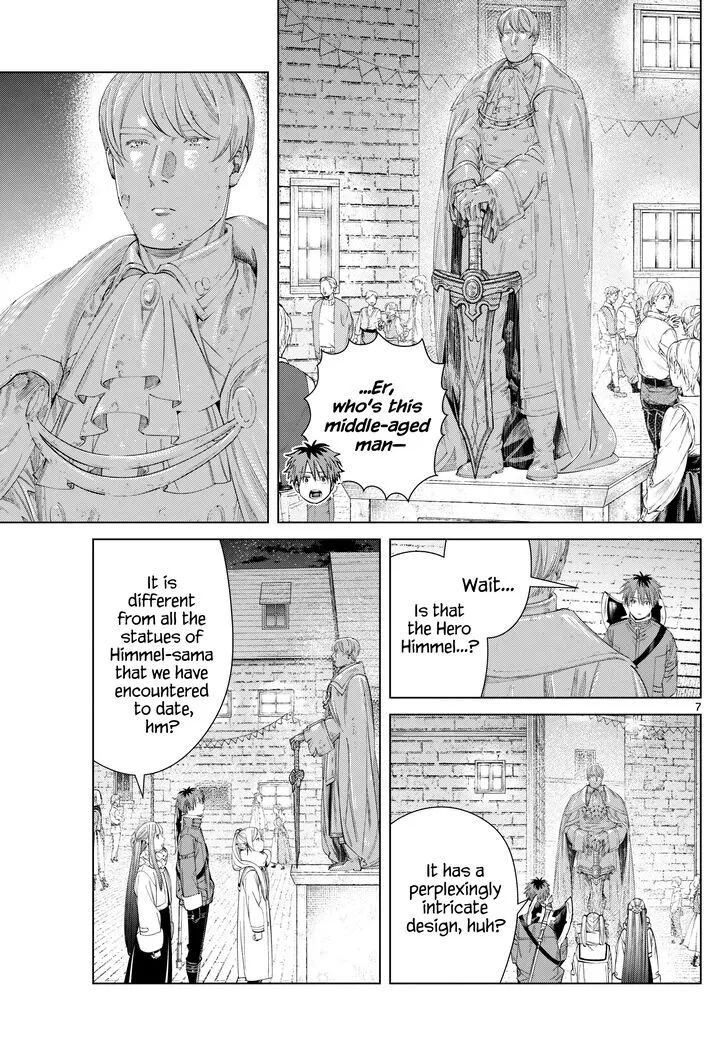 ...Er,
who's this
middle-aged
man—
Wait...
Is that
the Hero
Himmel...?
7
It has a
perplexingly
intricate
design, huh?
It is
different
from all the
statues of
Himmel-sama
that we have
encountered
to date,
hm?